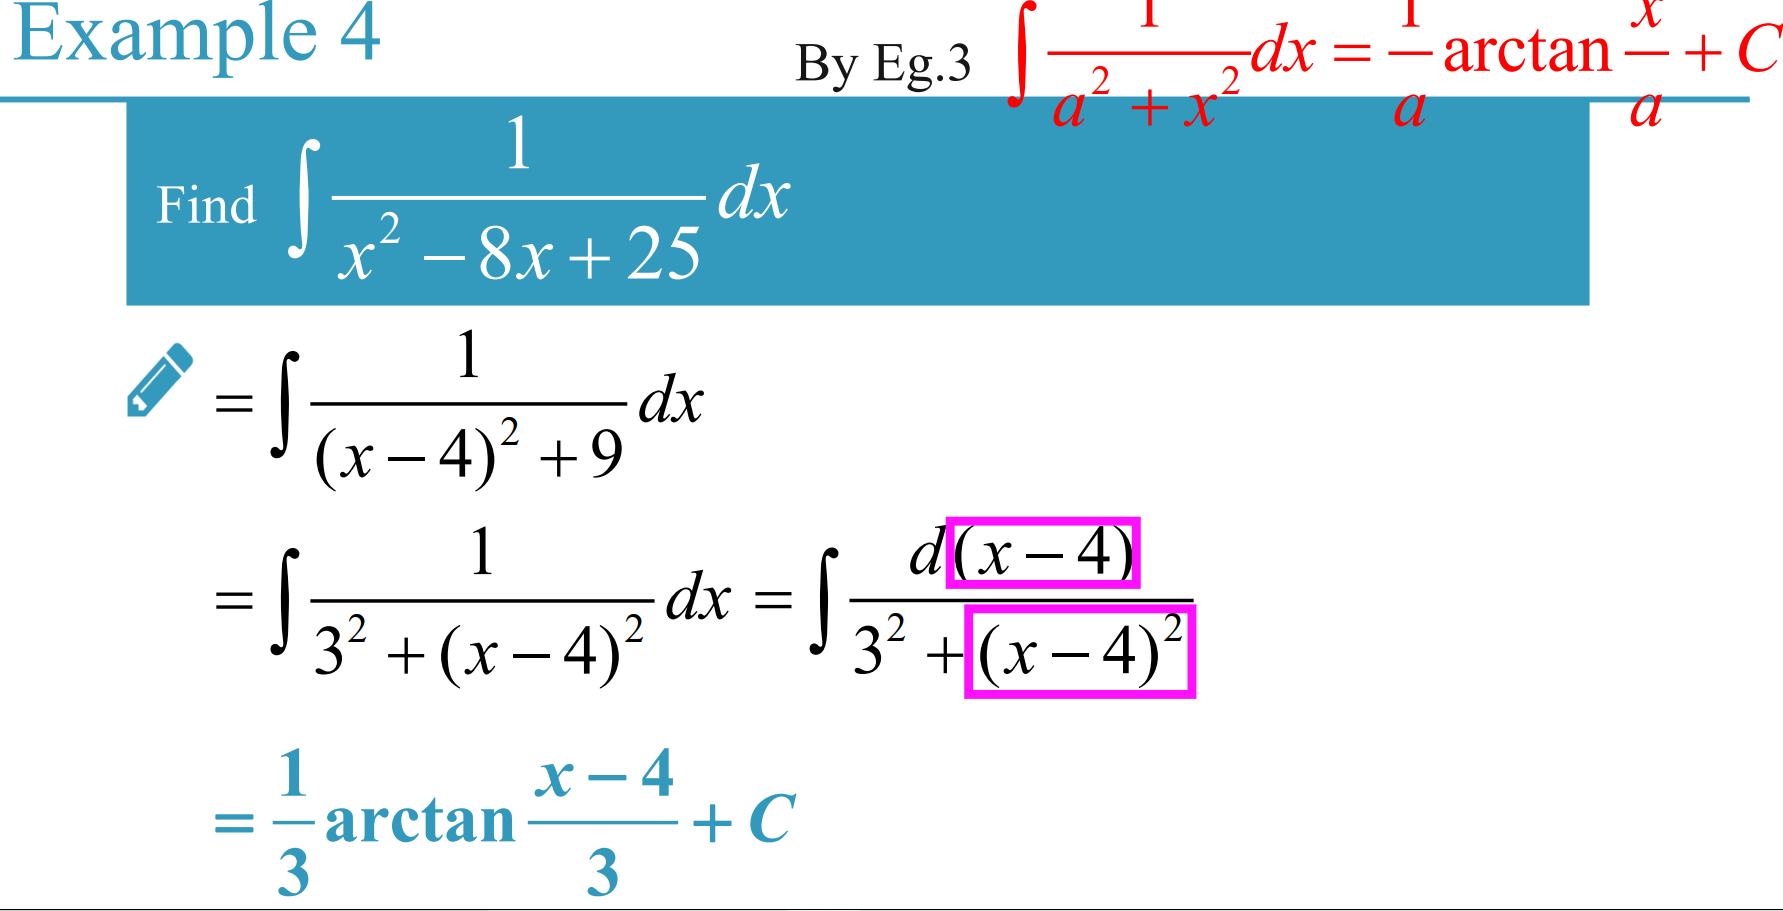 Example 4
By Eg.3 ∫ 1/(a² + x²) dx = 1/a arctan x/a + C
Find ∫ 1/(x² − 8x + 25) dx
= ∫ 1/((x − 4)² + 9) dx
= ∫ 1/(3² + (x − 4)²) dx = ∫ d(x − 4)/(3² + (x − 4)²)
= 1/3 arctan (x − 4)/3 + C